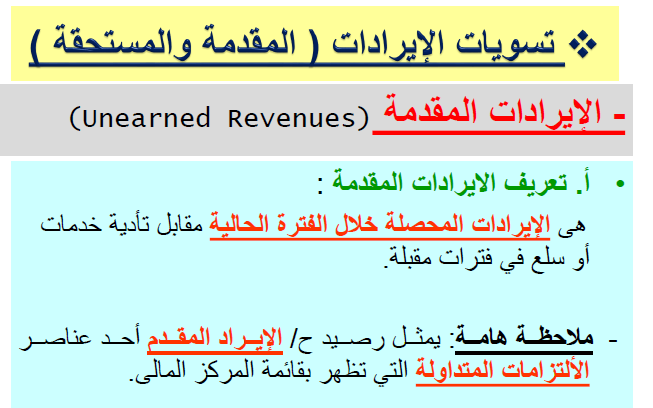 ❖ تسويات الإيرادات ( المقدمة والمستحقة )
- الإيرادات المقدمة (Unearned Revenues)
• أ. تعريف الايرادات المقدمة :
هى الإيرادات المحصلة خلال الفترة الحالية مقابل تأدية خدمات
أو سلع في فترات مقبلة.
- ملاحظة هامة: يمثل رصيد ح/ الإيراد المقدم أحد عناصر
الألتزامات المتداولة التي تظهر بقائمة المركز المالى.